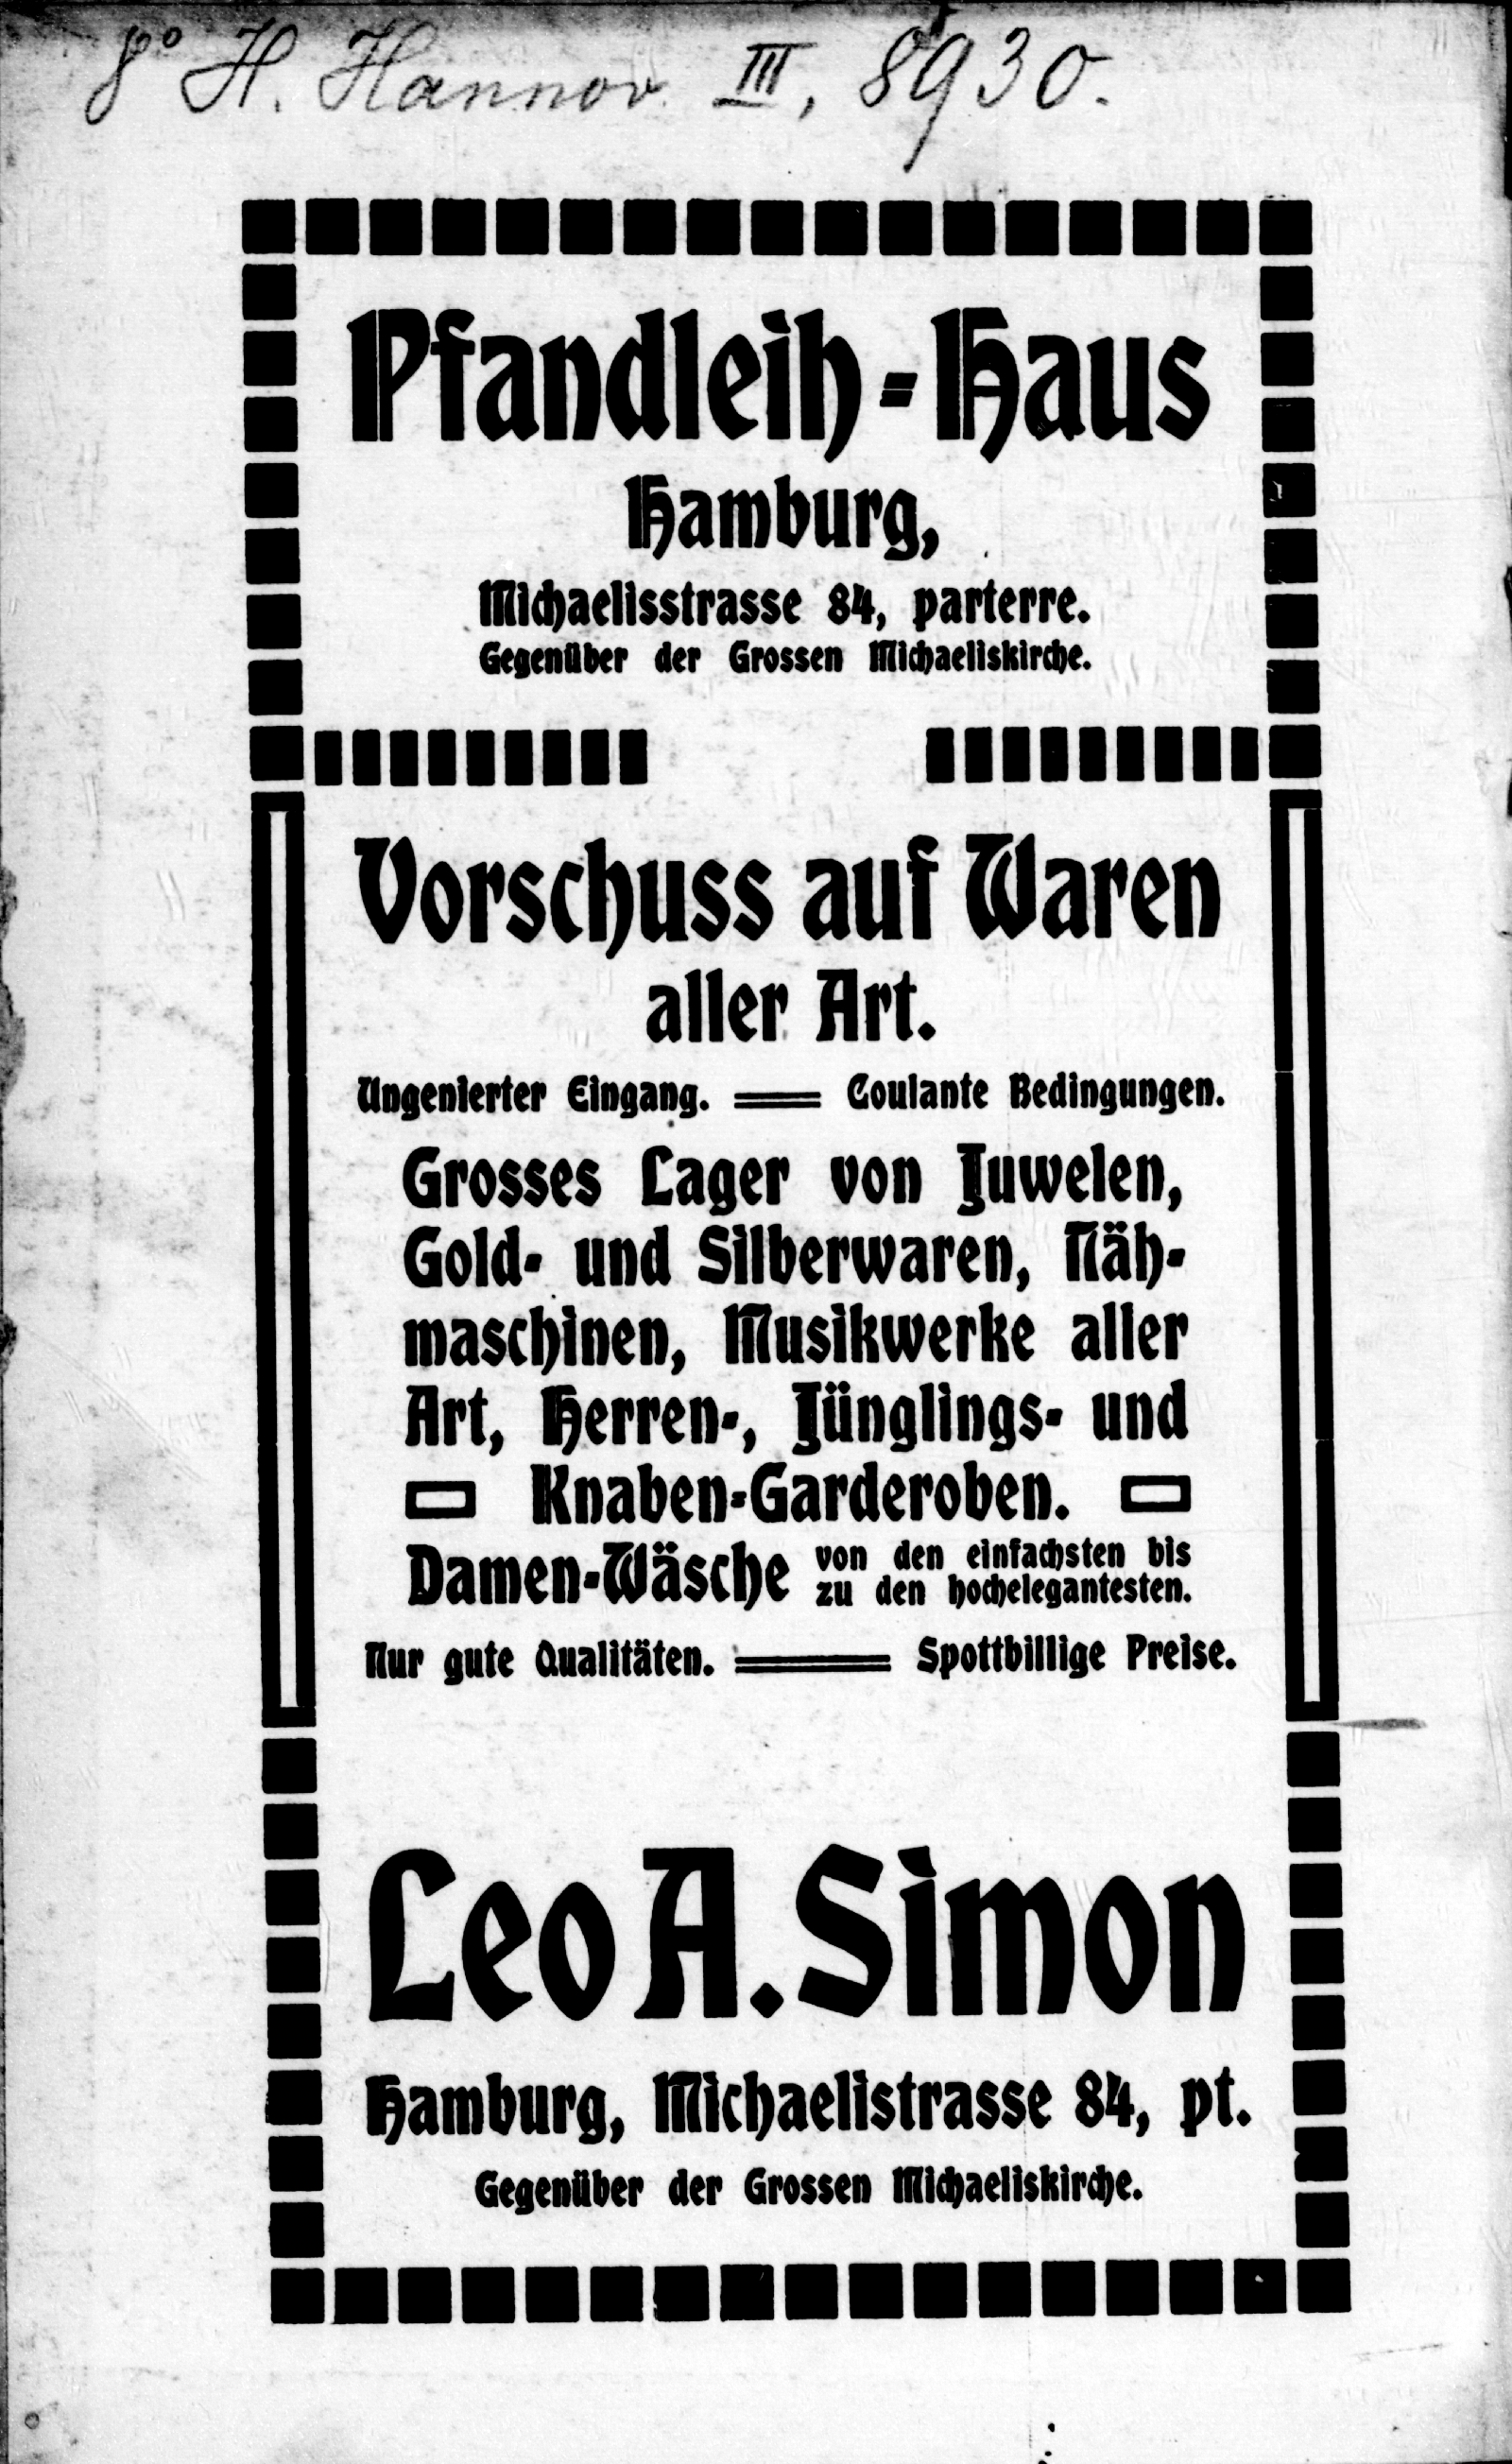 8° H. Hannov. III, 8930.
Pfandleih-Haus
Hamburg,
Michaelisstrasse 84, parterre.
Gegenüber der Grossen Michaeliskirche.
Vorschuss auf Waren
aller Art.
Ungenierter Eingang. Coulante Bedingungen.
Grosses Lager von Juwelen,
Gold- und Silberwaren, Näh-
maschinen, Musikwerke aller
Art, Herren-, Jünglings- und
Knaben-Garderoben.
Damen-Wäsche von den einfachsten bis
zu den hochelegantesten.
Nur gute Qualitäten. Spottbillige Preise.
Leo A. Simon
Hamburg, Michaelistrasse 84, pt.
Gegenüber der Grossen Michaeliskirche.